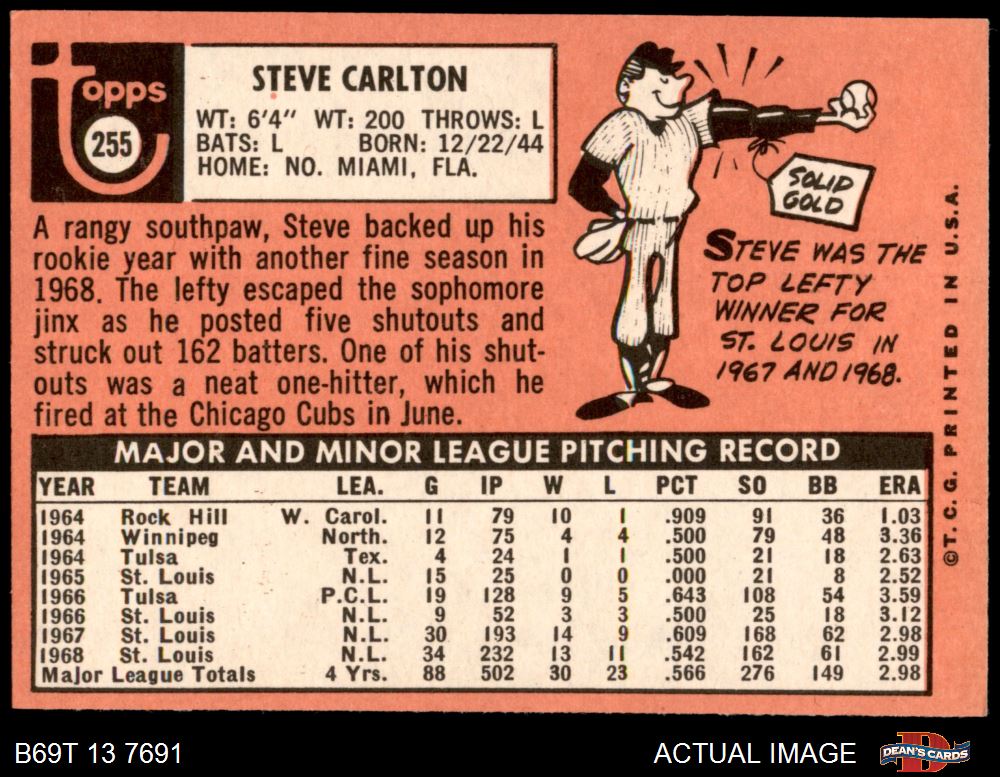 topps
255
STEVE CARLTON
WT: 6'4" WT: 200 THROWS: L
BATS: L BORN: 12/22/44
HOME: NO. MIAMI, FLA.
A rangy southpaw, Steve backed up his
rookie year with another fine season in
1968. The lefty escaped the sophomore
jinx as he posted five shutouts and
struck out 162 batters. One of his shut-
outs was a neat one-hitter, which he
fired at the Chicago Cubs in June.
SOLID
GOLD
STEVE WAS THE
TOP LEFTY
WINNER FOR
ST. LOUIS IN
1967 AND 1968.
MAJOR AND MINOR LEAGUE PITCHING RECORD
YEAR TEAM LEA. G IP W L PCT SO BB ERA
1964 Rock Hill W. Carol. 11 79 10 1 .909 91 36 1.03
1964 Winnipeg North. 12 75 4 4 .500 79 48 3.36
1964 Tulsa Tex. 4 24 1 1 .500 21 18 2.63
1965 St. Louis N.L. 15 25 0 0 .000 21 8 2.52
1966 Tulsa P.C.L. 19 128 9 5 .643 108 54 3.59
1966 St. Louis N.L. 9 52 3 3 .500 25 18 3.12
1967 St. Louis N.L. 30 193 14 9 .609 168 62 2.98
1968 St. Louis N.L. 34 232 13 11 .542 162 61 2.99
Major League Totals 4 Yrs. 88 502 30 23 .566 276 149 2.98
©T.C.G. PRINTED IN U.S.A.
B69T 13 7691
ACTUAL IMAGE
DEAN'S CARDS